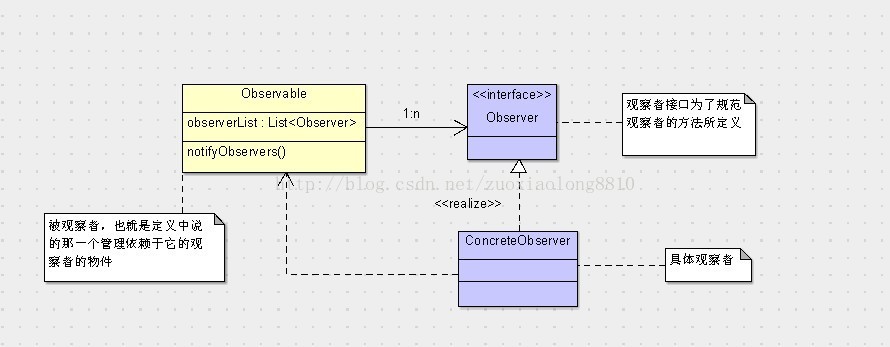 Observable
observerList : List<Observer>
notifyObservers()
1:n
<<interface>>
Observer
观察者接口为了规范
观察者的方法所定义
http://blog.csdn.net/zuoxiaolong8810
<<realize>>
被观察者，也就是定义中说
的那一个管理依赖于它的观
察者的物件
ConcreteObserver
具体观察者